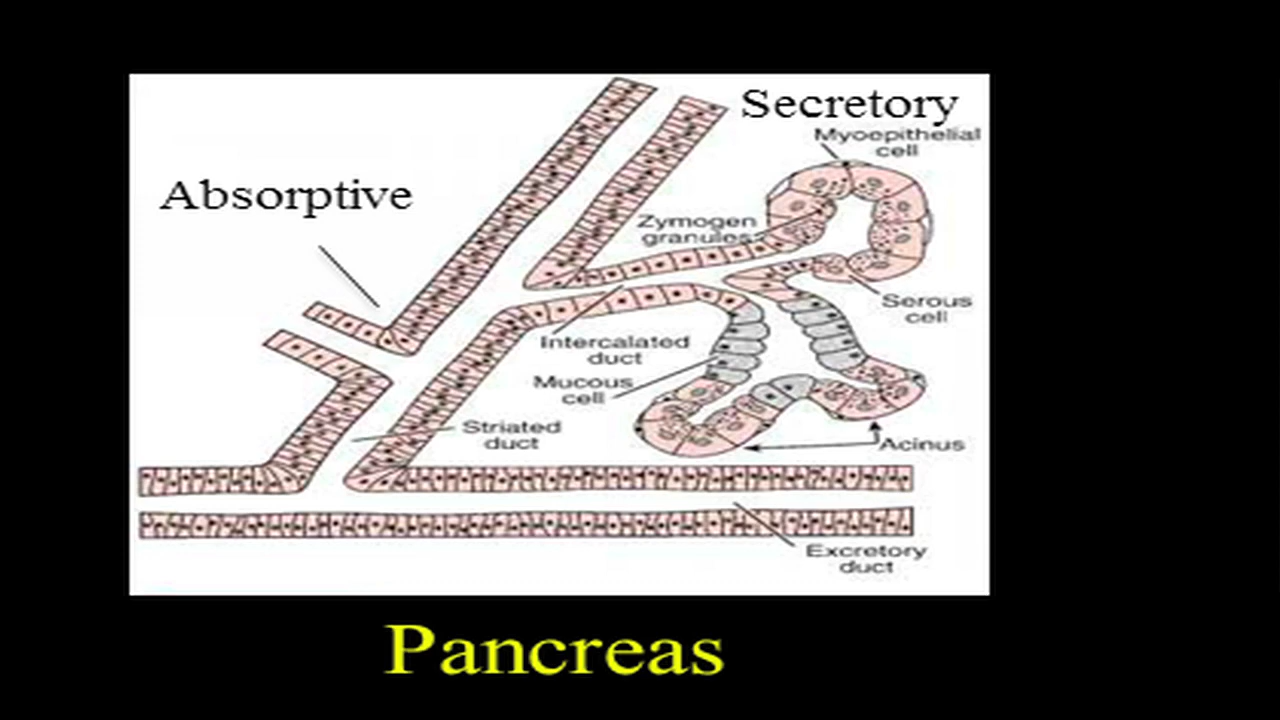 Secretory
Myoepithelial
cell
Absorptive
Zymogen
granules
Serous
cell
Intercalated
duct
Mucous
cell
Striated
duct
Acinus
Excretory
duct
Pancreas